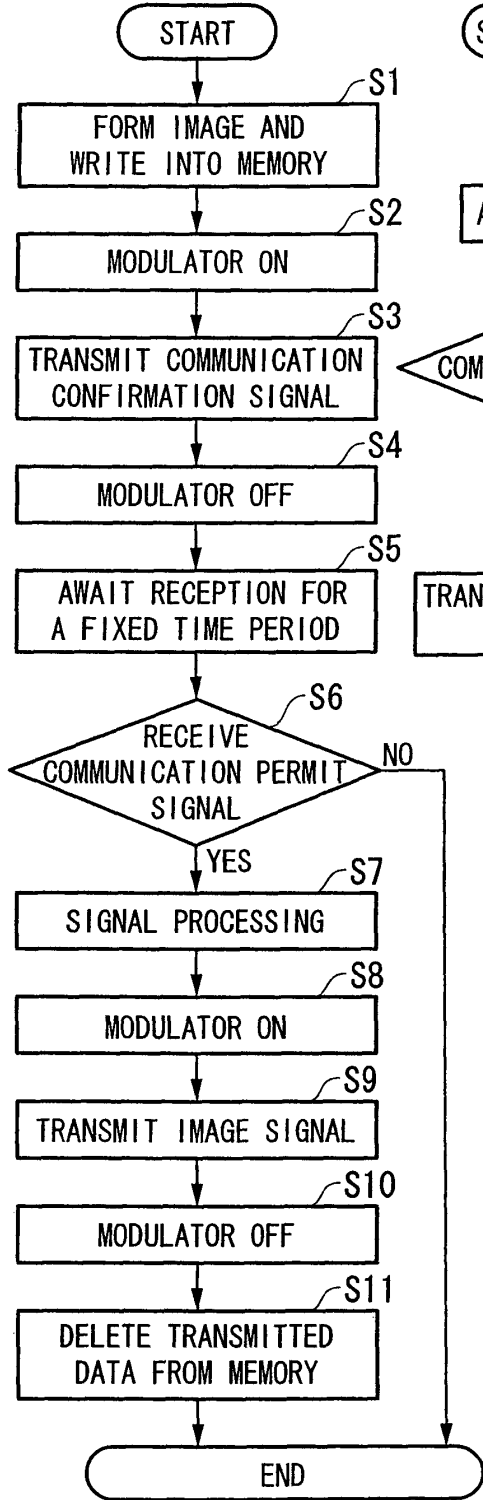 START
S1
FORM IMAGE AND
WRITE INTO MEMORY
S2
MODULATOR ON
S3
TRANSMIT COMMUNICATION
CONFIRMATION SIGNAL
S4
MODULATOR OFF
S5
AWAIT RECEPTION FOR
A FIXED TIME PERIOD
S6
RECEIVE
COMMUNICATION PERMIT
SIGNAL
NO
YES
S7
SIGNAL PROCESSING
S8
MODULATOR ON
S9
TRANSMIT IMAGE SIGNAL
S10
MODULATOR OFF
S11
DELETE TRANSMITTED
DATA FROM MEMORY
END